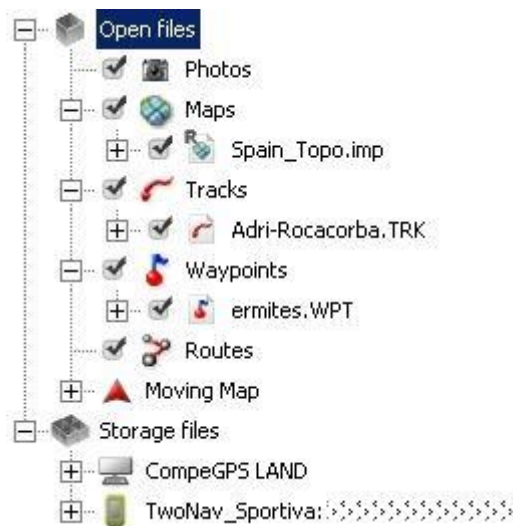 Open files
Photos
Maps
R
Spain_Topo.imp
Tracks
Adri-Rocacorba.TRK
Waypoints
ermites.WPT
Routes
Moving Map
Storage files
CompeGPS LAND
TwoNav_Sportiva: